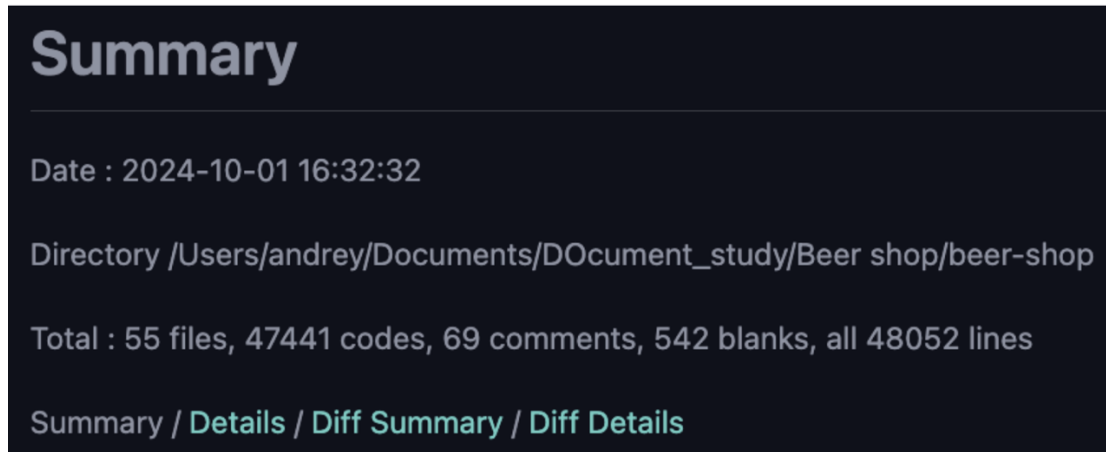 Summary
Date : 2024-10-01 16:32:32
Directory /Users/andrey/Documents/DOcument_study/Beer shop/beer-shop
Total : 55 files, 47441 codes, 69 comments, 542 blanks, all 48052 lines
Summary / Details / Diff Summary / Diff Details